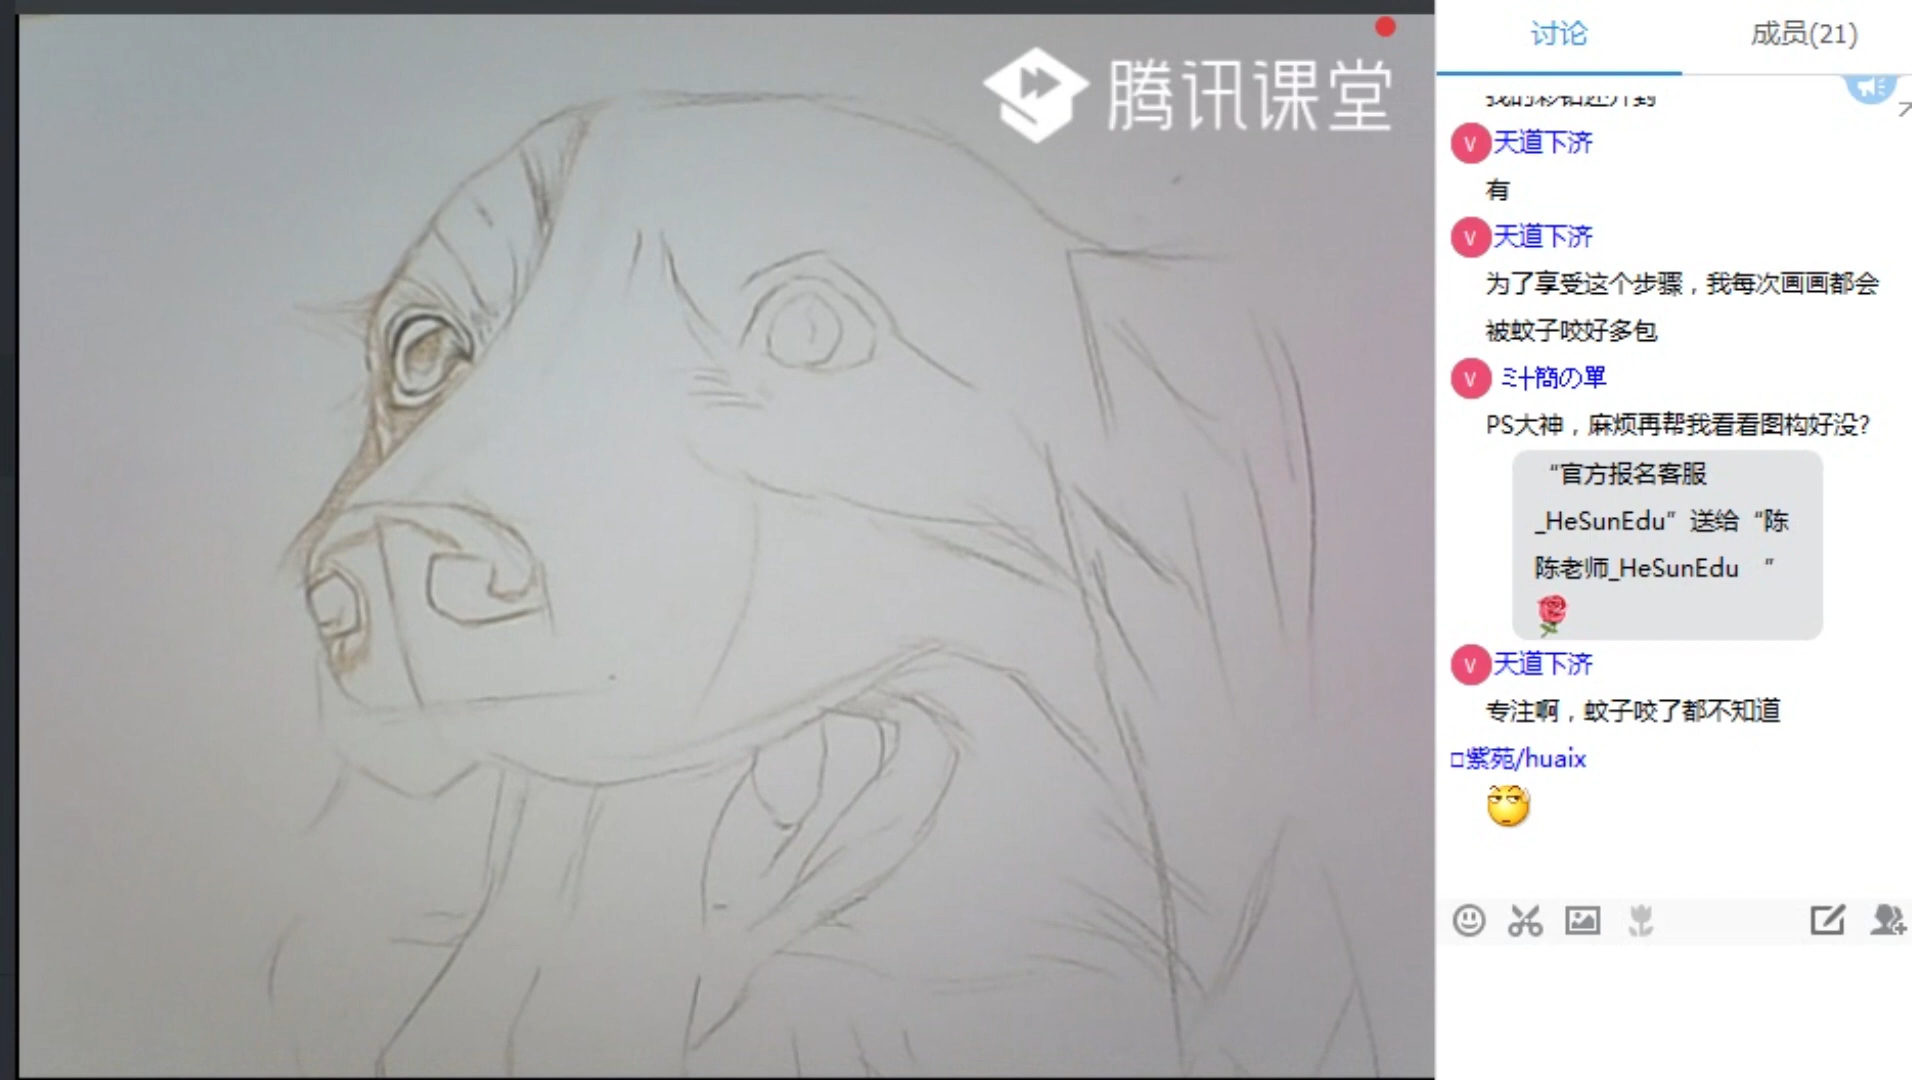 腾讯课堂
讨论
成员(21)
天道下济
有
天道下济
为了享受这个步骤，我每次画画都会
被蚊子咬好多包
ミ十簡の單
PS大神，麻烦再帮我看看图构好没?
“官方报名客服
_HeSunEdu”送给“陈
陈老师_HeSunEdu ”
天道下济
专注啊，蚊子咬了都不知道
□紫苑/huaix